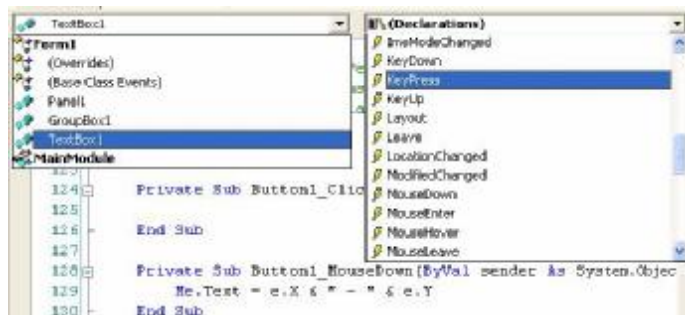 TextBox1
Form1
(Overrides)
(Base Class Events)
Panel1
GroupBox1
TextBox1
MainModule
(Declarations)
ImeModeChanged
KeyDown
KeyPress
KeyUp
Layout
Leave
LocationChanged
ModifiedChanged
MouseDown
MouseEnter
MouseHover
MouseLeave
123
124 Private Sub Button1_Clic
125
126 End Sub
127
128 Private Sub Button1_MouseDown(ByVal sender As System.Objec
129 Me.Text = e.X & " - " & e.Y
130 End Sub